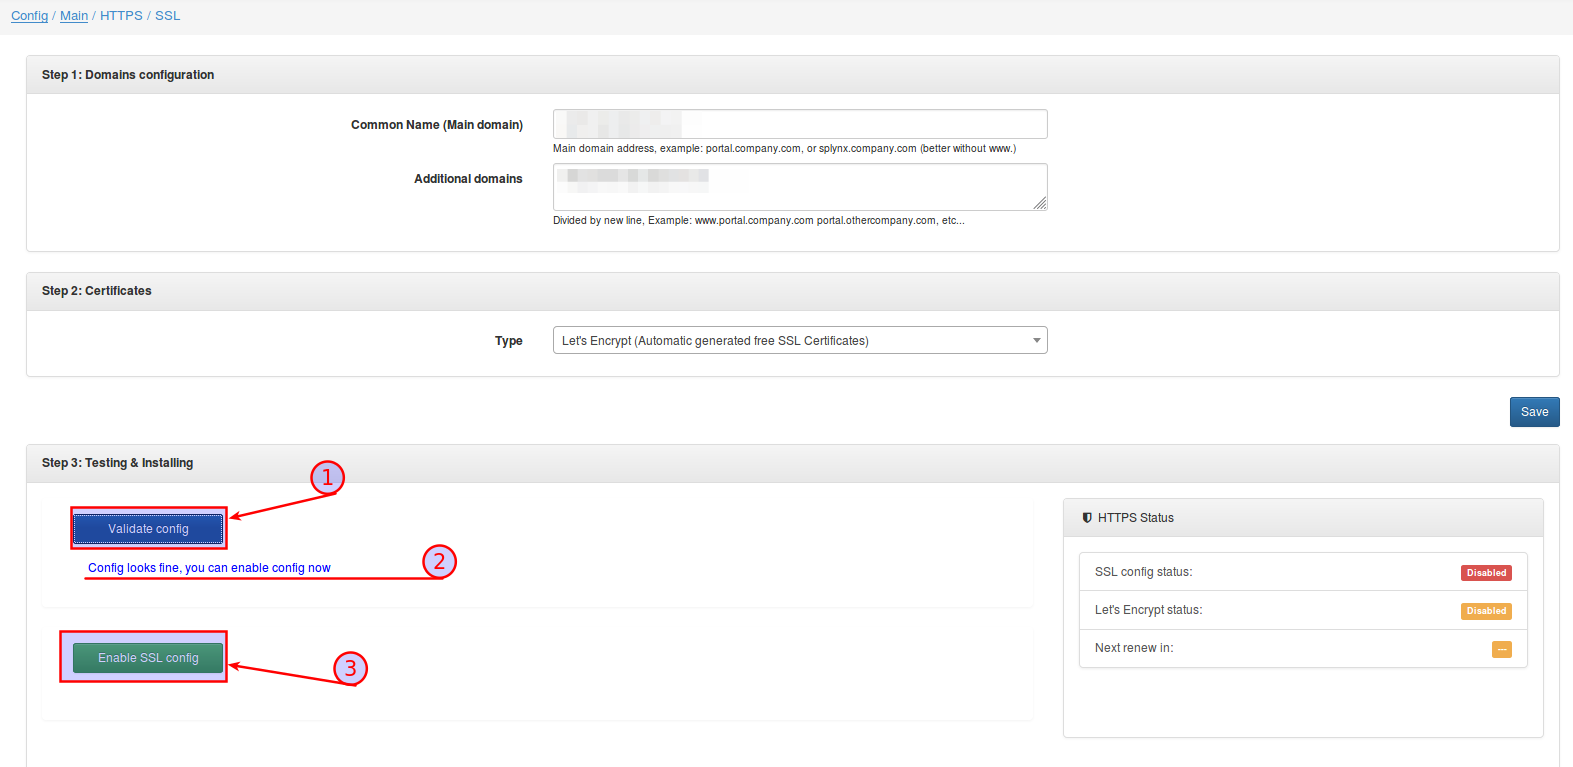 Config / Main / HTTPS / SSL
Step 1: Domains configuration
Common Name (Main domain)
Main domain address, example: portal.company.com, or splynx.company.com (better without www.)
Additional domains
Divided by new line, Example: www.portal.company.com portal.othercompany.com, etc...
Step 2: Certificates
Type
Let's Encrypt (Automatic generated free SSL Certificates)
Save
Step 3: Testing & Installing
1
Validate config
2
Config looks fine, you can enable config now
Enable SSL config
3
HTTPS Status
SSL config status: Disabled
Let's Encrypt status: Disabled
Next renew in: —